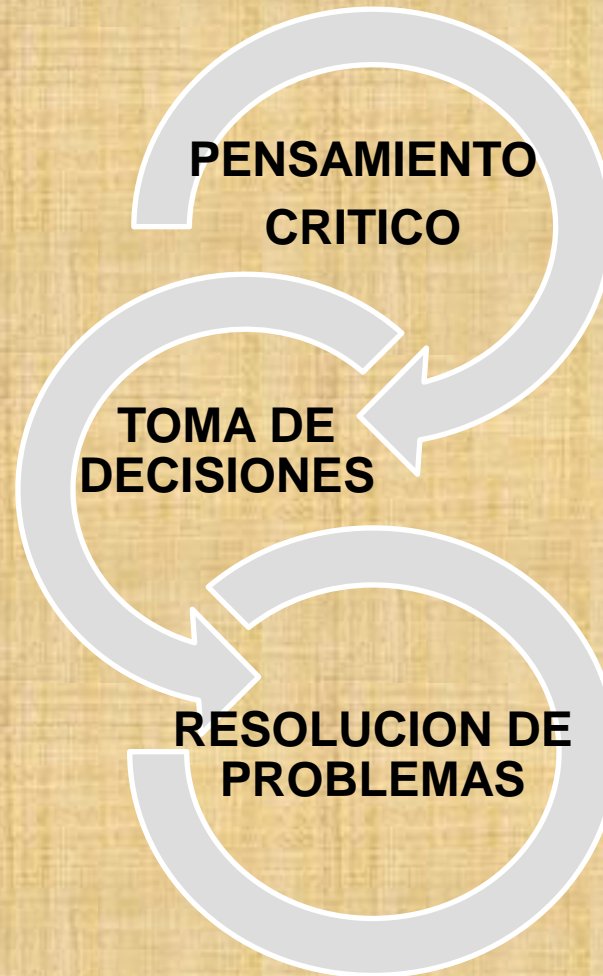 PENSAMIENTO
CRITICO
TOMA DE
DECISIONES
RESOLUCION DE
PROBLEMAS